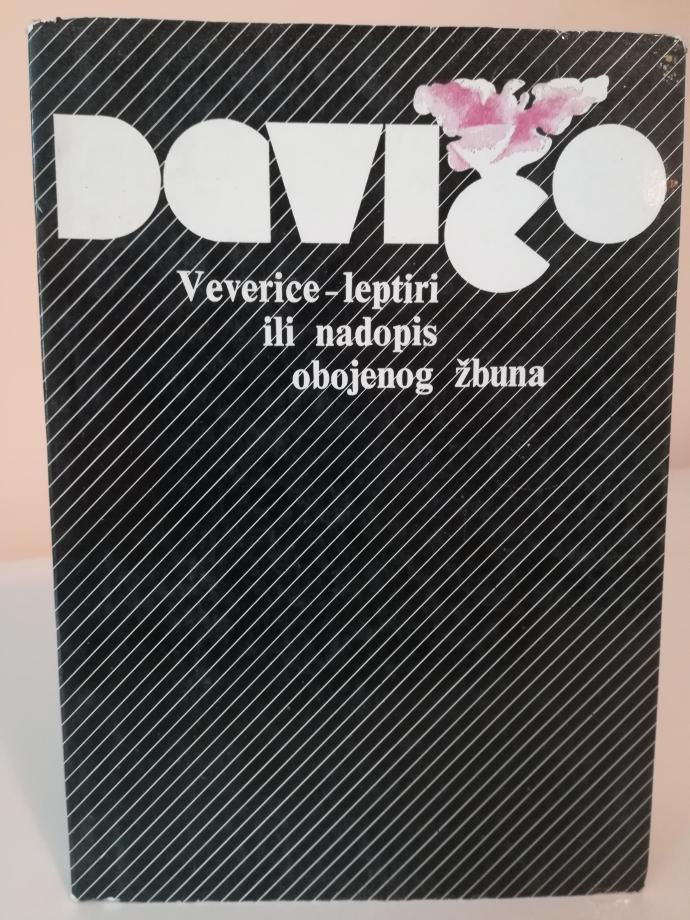 DaVIčO
Veverice-leptiri
ili nadopis
obojenog žbuna